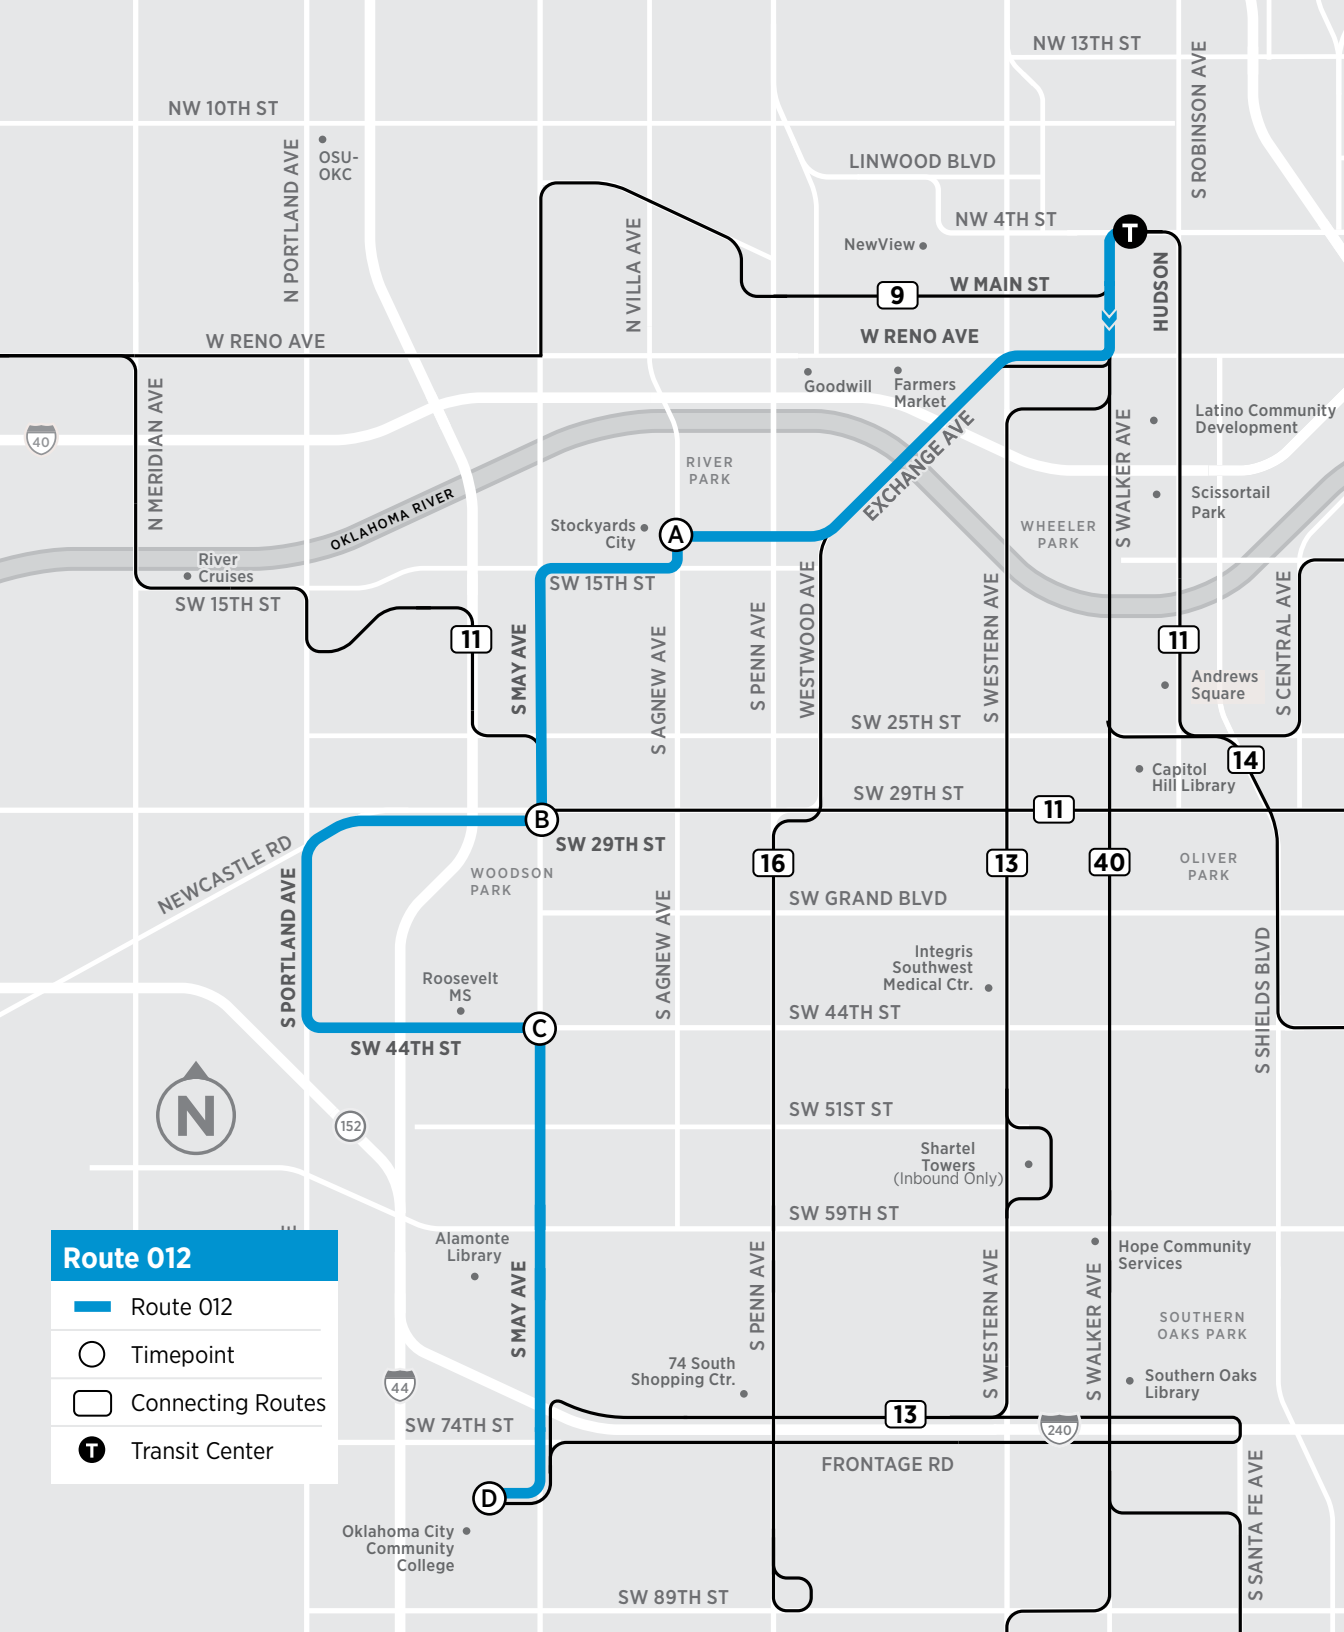 NW 13TH ST
S ROBINSON AVE
NW 10TH ST
N PORTLAND AVE
OSU-
OKC
LINWOOD BLVD
NW 4TH ST
N VILLA AVE
NewView
T
HUDSON
W MAIN ST
9
W RENO AVE
W RENO AVE
Goodwill
Farmers
Market
N MERIDIAN AVE
40
EXCHANGE AVE
S WALKER AVE
Latino Community
Development
RIVER
PARK
OKLAHOMA RIVER
Scissortail
Park
Stockyards
City
A
WHEELER
PARK
River
Cruises
SW 15TH ST
SW 15TH ST
11
S MAY AVE
S AGNEW AVE
S PENN AVE
WESTWOOD AVE
S WESTERN AVE
11
S CENTRAL AVE
Andrews
Square
SW 25TH ST
14
Capitol
Hill Library
SW 29TH ST
11
B
SW 29TH ST
NEWCASTLE RD
WOODSON
PARK
16
13
40
OLIVER
PARK
S PORTLAND AVE
S AGNEW AVE
SW GRAND BLVD
Integris
Southwest
Medical Ctr.
S SHIELDS BLVD
Roosevelt
MS
SW 44TH ST
C
SW 44TH ST
N
152
SW 51ST ST
Shartel
Towers
(Inbound Only)
SW 59TH ST
E
Alamonte
Library
S MAY AVE
S PENN AVE
S WESTERN AVE
S WALKER AVE
Hope Community
Services
SOUTHERN
OAKS PARK
Route 012
Route 012
Timepoint
Connecting Routes
T
Transit Center
74 South
Shopping Ctr.
Southern Oaks
Library
44
SW 74TH ST
13
240
FRONTAGE RD
D
S SANTA FE AVE
Oklahoma City
Community
College
SW 89TH ST